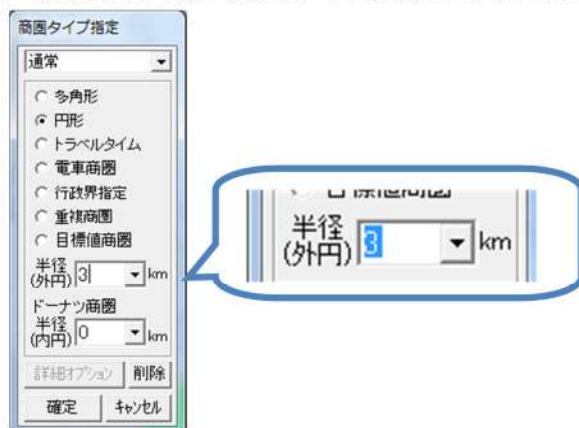 商圏タイプ指定
通常
多角形
円形
トラベルタイム
電車商圏
行政界指定
重複商圏
目標値商圏
半径
(外円) 3 km
ドーナツ商圏
半径
(内円) 0 km
詳細オプション 削除
確定 キャンセル
半径
(外円) 3 km